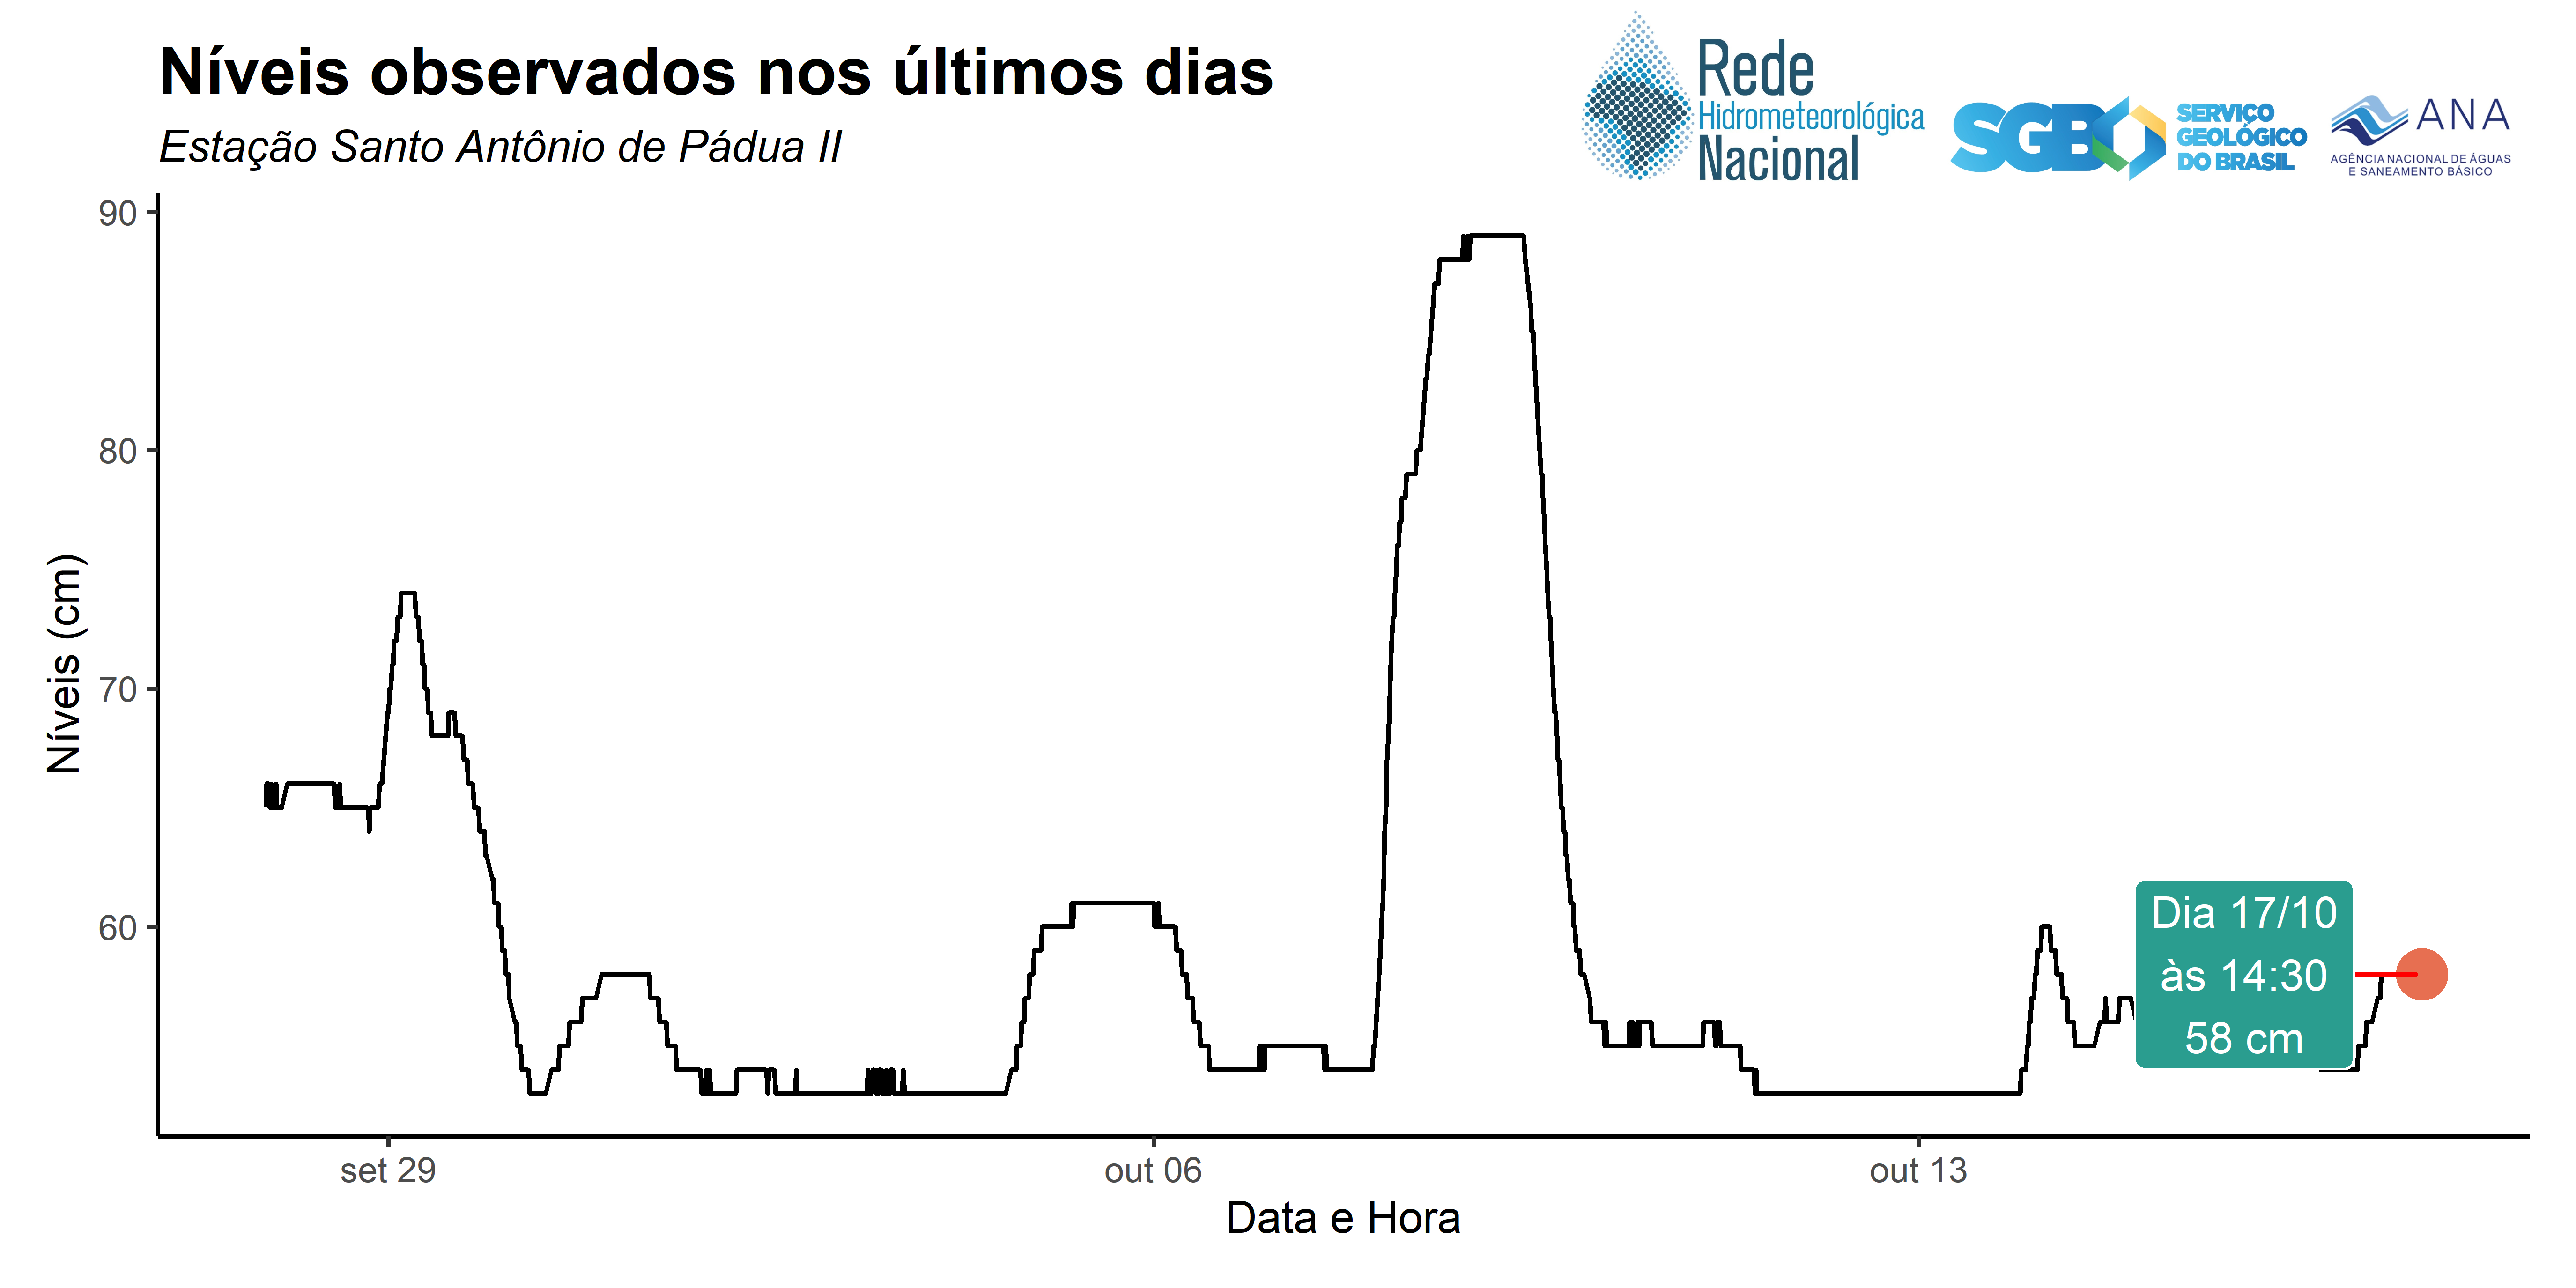 Níveis observados nos últimos dias
Estação Santo Antônio de Pádua II
Rede
Hidrometeorológica
Nacional
SGB
SERVIÇO
GEOLÓGICO
DO BRASIL
ANA
AGÊNCIA NACIONAL DE ÁGUAS
E SANEAMENTO BÁSICO
Níveis (cm)
90
80
70
60
Dia 17/10
às 14:30
58 cm
set 29
out 06
out 13
Data e Hora